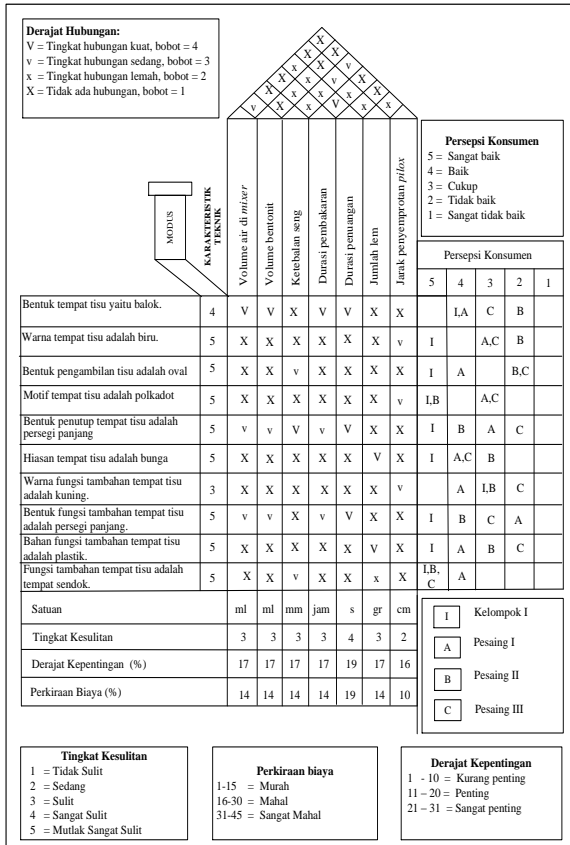 Derajat Hubungan:
V = Tingkat hubungan kuat, bobot = 4
v = Tingkat hubungan sedang, bobot = 3
x = Tingkat hubungan lemah, bobot = 2
X = Tidak ada hubungan, bobot = 1
Persepsi Konsumen
5 = Sangat baik
4 = Baik
3 = Cukup
2 = Tidak baik
1 = Sangat tidak baik
MODUS
KARAKTERISTIK
TEKNIK
Volume air di mixer
Volume bentonit
Ketebalan seng
Durasi pembakaran
Durasi penuangan
Jumlah lem
Jarak penyemprotan pilox
Persepsi Konsumen
5 4 3 2 1
Bentuk tempat tisu yaitu balok. 4 V V X V V X X I,A C B
Warna tempat tisu adalah biru. 5 X X X X X X v I A,C B
Bentuk pengambilan tisu adalah oval 5 X X v X X X X I A B,C
Motif tempat tisu adalah polkadot 5 X X X X X X v I,B A,C
Bentuk penutup tempat tisu adalah
persegi panjang 5 v v V v V X X I B A C
Hiasan tempat tisu adalah bunga 5 X X X X X V X I A,C B
Warna fungsi tambahan tempat tisu
adalah kuning. 3 X X X X X X v A I,B C
Bentuk fungsi tambahan tempat tisu
adalah persegi panjang. 5 v v X v V X X I B C A
Bahan fungsi tambahan tempat tisu
adalah plastik. 5 X X X X X V X I A B C
Fungsi tambahan tempat tisu adalah
tempat sendok. 5 X X v X X x X I,B, C A
Satuan ml ml mm jam s gr cm
Tingkat Kesulitan 3 3 3 3 4 3 2
Derajat Kepentingan (%) 17 17 17 17 19 17 16
Perkiraan Biaya (%) 14 14 14 14 19 14 10
I Kelompok I
A Pesaing I
B Pesaing II
C Pesaing III
Tingkat Kesulitan
1 = Tidak Sulit
2 = Sedang
3 = Sulit
4 = Sangat Sulit
5 = Mutlak Sangat Sulit
Perkiraan biaya
1-15 = Murah
16-30 = Mahal
31-45 = Sangat Mahal
Derajat Kepentingan
1 - 10 = Kurang penting
11 – 20 = Penting
21 – 31 = Sangat penting